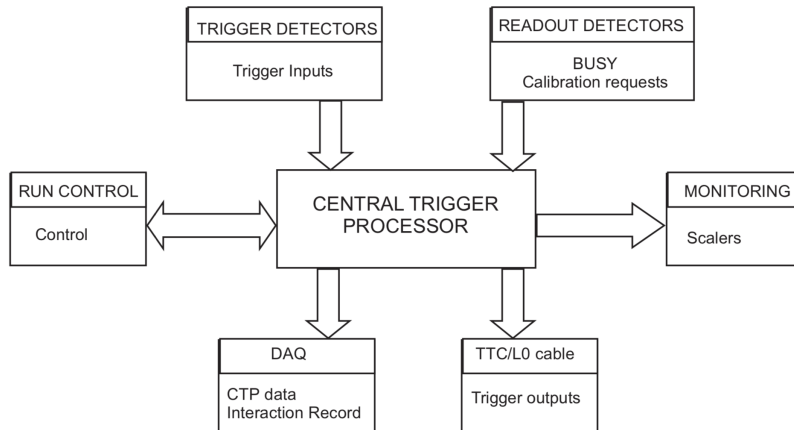 TRIGGER DETECTORS
Trigger Inputs
READOUT DETECTORS
BUSY
Calibration requests
RUN CONTROL
Control
CENTRAL TRIGGER
PROCESSOR
MONITORING
Scalers
DAQ
CTP data
Interaction Record
TTC/L0 cable
Trigger outputs